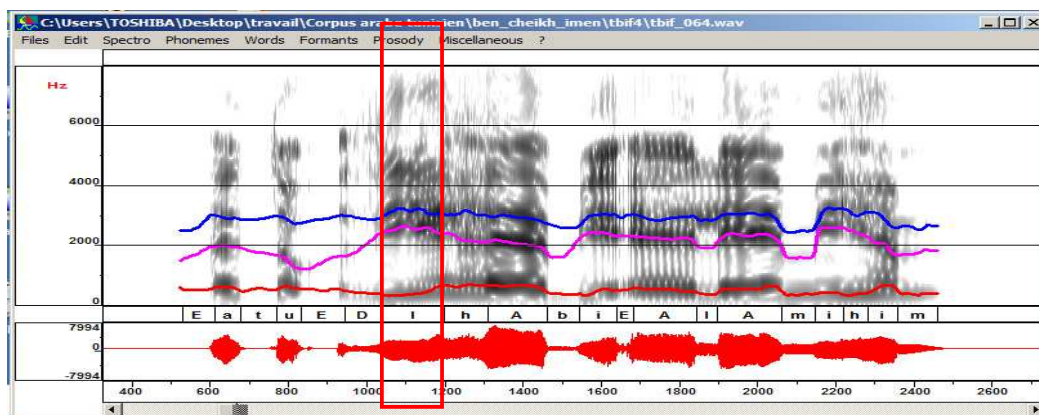 C:\Users\TOSHIBA\Desktop\travail\Corpus arabe tunisien\ben_cheikh_imen\tbif4\tbif_064.wav
Files Edit Spectro Phonemes Words Formants Prosody Miscellaneous ?
Hz
6000
4000
2000
0
E a t u E D I h A b i E A l A m i h i m
7994
0
-7994
400 600 800 1000 1200 1400 1600 1800 2000 2200 2400 2600